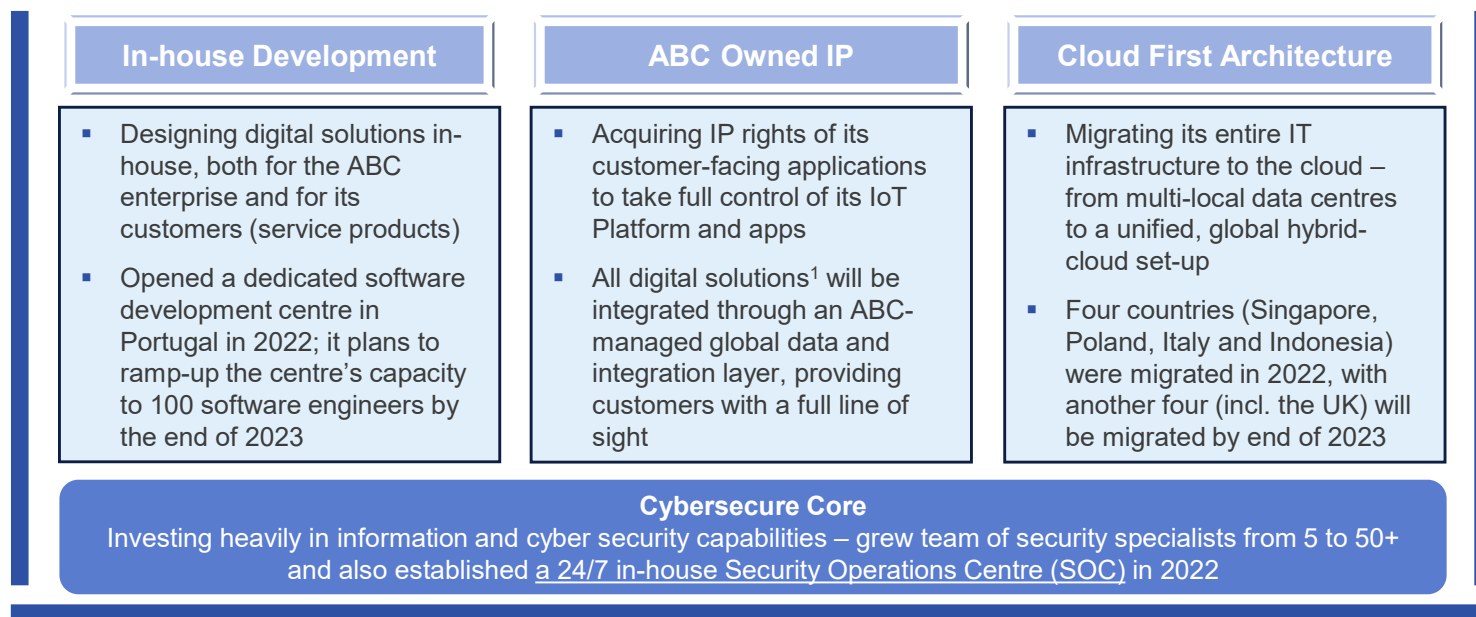 In-house Development
▪ Designing digital solutions in-
house, both for the ABC
enterprise and for its
customers (service products)
▪ Opened a dedicated software
development centre in
Portugal in 2022; it plans to
ramp-up the centre’s capacity
to 100 software engineers by
the end of 2023
ABC Owned IP
▪ Acquiring IP rights of its
customer-facing applications
to take full control of its IoT
Platform and apps
▪ All digital solutions¹ will be
integrated through an ABC-
managed global data and
integration layer, providing
customers with a full line of
sight
Cloud First Architecture
▪ Migrating its entire IT
infrastructure to the cloud –
from multi-local data centres
to a unified, global hybrid-
cloud set-up
▪ Four countries (Singapore,
Poland, Italy and Indonesia)
were migrated in 2022, with
another four (incl. the UK) will
be migrated by end of 2023
Cybersecure Core
Investing heavily in information and cyber security capabilities – grew team of security specialists from 5 to 50+
and also established a 24/7 in-house Security Operations Centre (SOC) in 2022